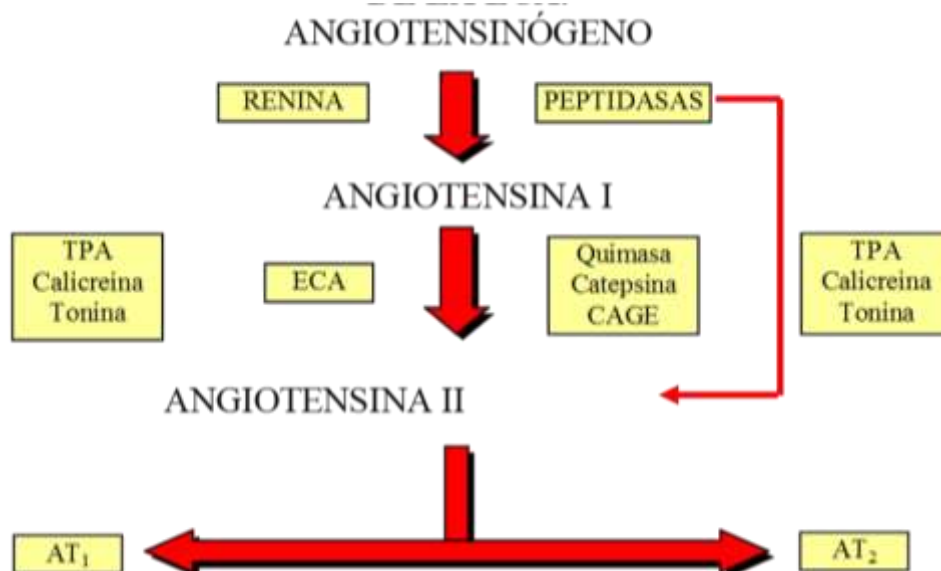 ANGIOTENSINÓGENO
RENINA
PEPTIDASAS
ANGIOTENSINA I
TPA
Calicreina
Tonina
ECA
Quimasa
Catepsina
CAGE
TPA
Calicreina
Tonina
ANGIOTENSINA II
AT₁
AT₂